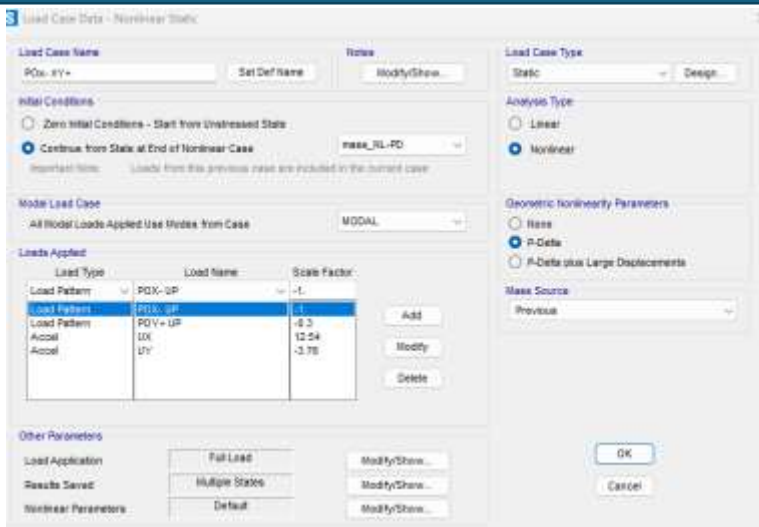 S Load Case Data - Nonlinear Static
Load Case Name
Notes
Load Case Type
POx- XY+
Set Def Name
Modify/Show...
Static
Design...
Initial Conditions
Analysis Type
Zero Initial Conditions - Start from Unstressed State
Linear
Continue from State at End of Nonlinear Case
mass_NL-PD
Nonlinear
Important Note: Loads from this previous case are included in the current case
Modal Load Case
Geometric Nonlinearity Parameters
All Modal Loads Applied Use Modes from Case
MODAL
None
P-Delta
P-Delta plus Large Displacements
Loads Applied
Load Type Load Name Scale Factor
Load Pattern POX- UP -1.
Load Pattern POX- UP -1.
Load Pattern POY+ UP -0.3
Accel UX 12.54
Accel UY -3.76
Add
Modify
Delete
Mass Source
Previous
Other Parameters
Load Application Full Load Modify/Show...
Results Saved Multiple States Modify/Show...
Nonlinear Parameters Default Modify/Show...
OK
Cancel